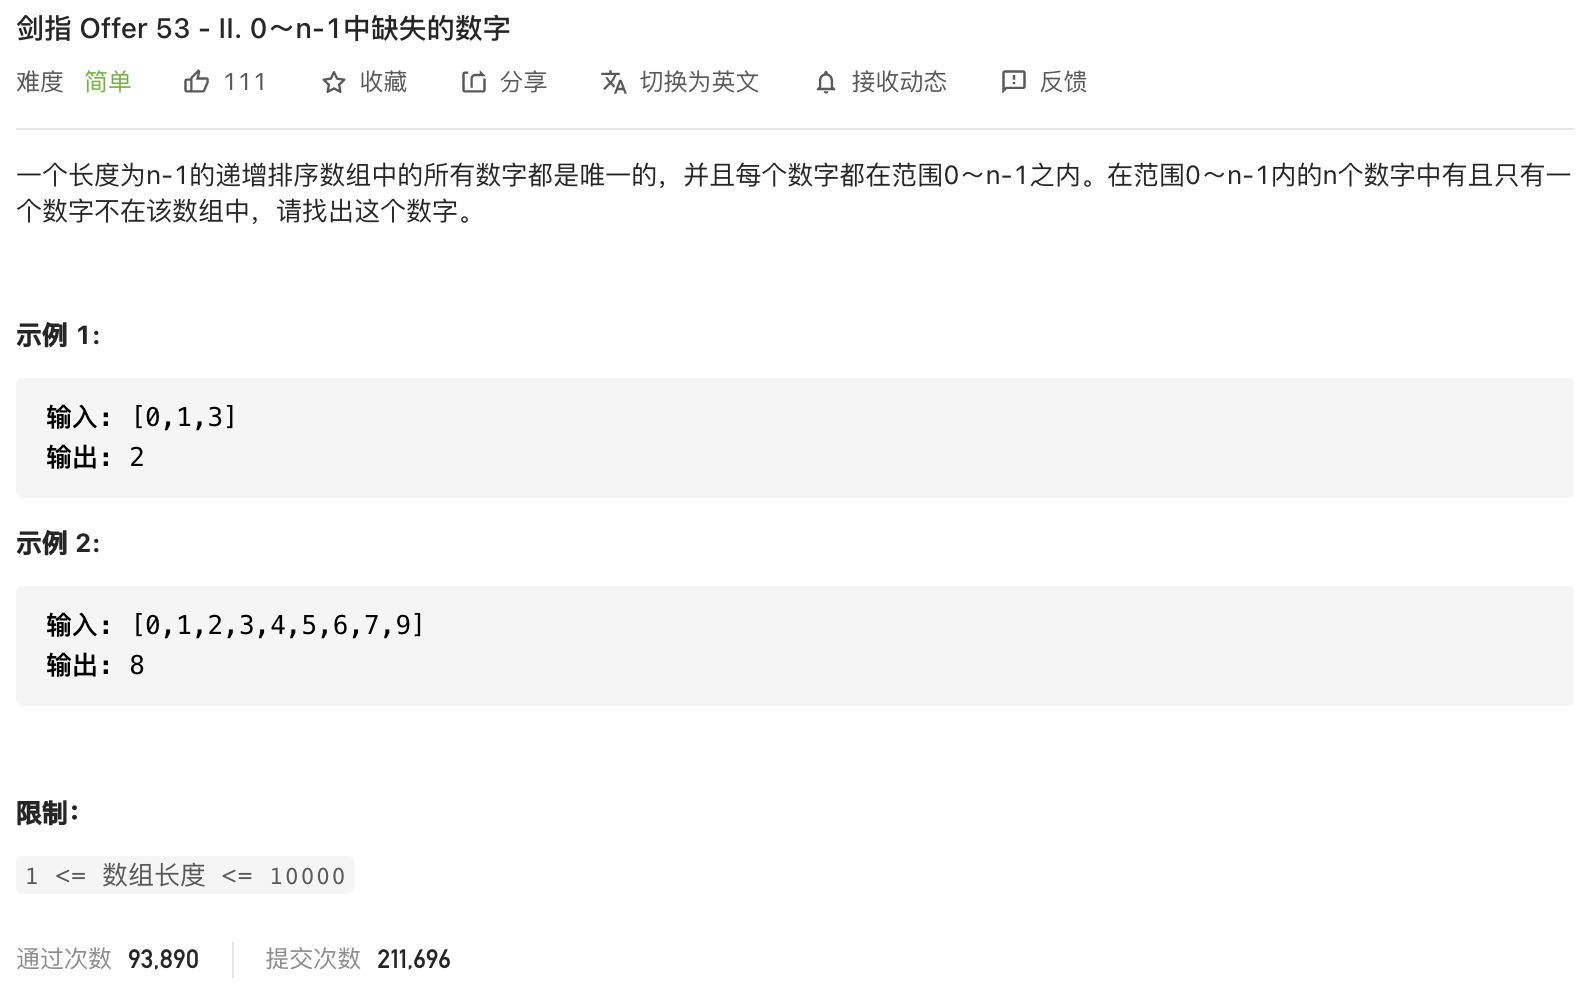 剑指 Offer 53 - II. 0～n-1中缺失的数字
难度 简单 111 收藏 分享 切换为英文 接收动态 反馈
一个长度为n-1的递增排序数组中的所有数字都是唯一的，并且每个数字都在范围0～n-1之内。在范围0～n-1内的n个数字中有且只有一
个数字不在该数组中，请找出这个数字。
示例 1:
输入: [0,1,3]
输出: 2
示例 2:
输入: [0,1,2,3,4,5,6,7,9]
输出: 8
限制：
1 <= 数组长度 <= 10000
通过次数 93,890 提交次数 211,696